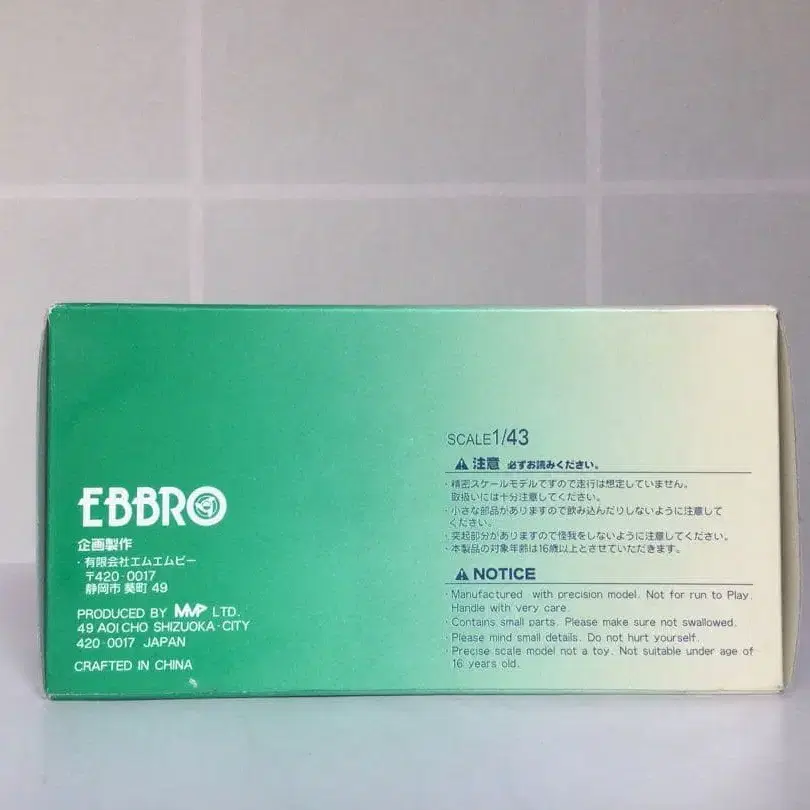 EBBRO
企画製作
・有限会社エムエムピー
〒420-0017
静岡市 葵町 49
PRODUCED BY MMP LTD.
49 AOI CHO SHIZUOKA-CITY
420-0017 JAPAN
CRAFTED IN CHINA
SCALE1/43
⚠注意 必ずお読みください。
・精密スケールモデルですので走行は想定していません。
取扱いには十分注意してください。
・小さな部品がありますので飲み込んだりしないように注意して
ください。
・突起部分がありますので怪我をしないように注意してください。
・本製品の対象年齢は16歳以上とさせていただきます。
⚠NOTICE
・Manufactured with precision model. Not for run to Play.
Handle with very care.
・Contains small parts. Please make sure not swallowed.
・Please mind small details. Do not hurt yourself.
・Precise scale model not a toy. Not suitable under age of
16 years old.